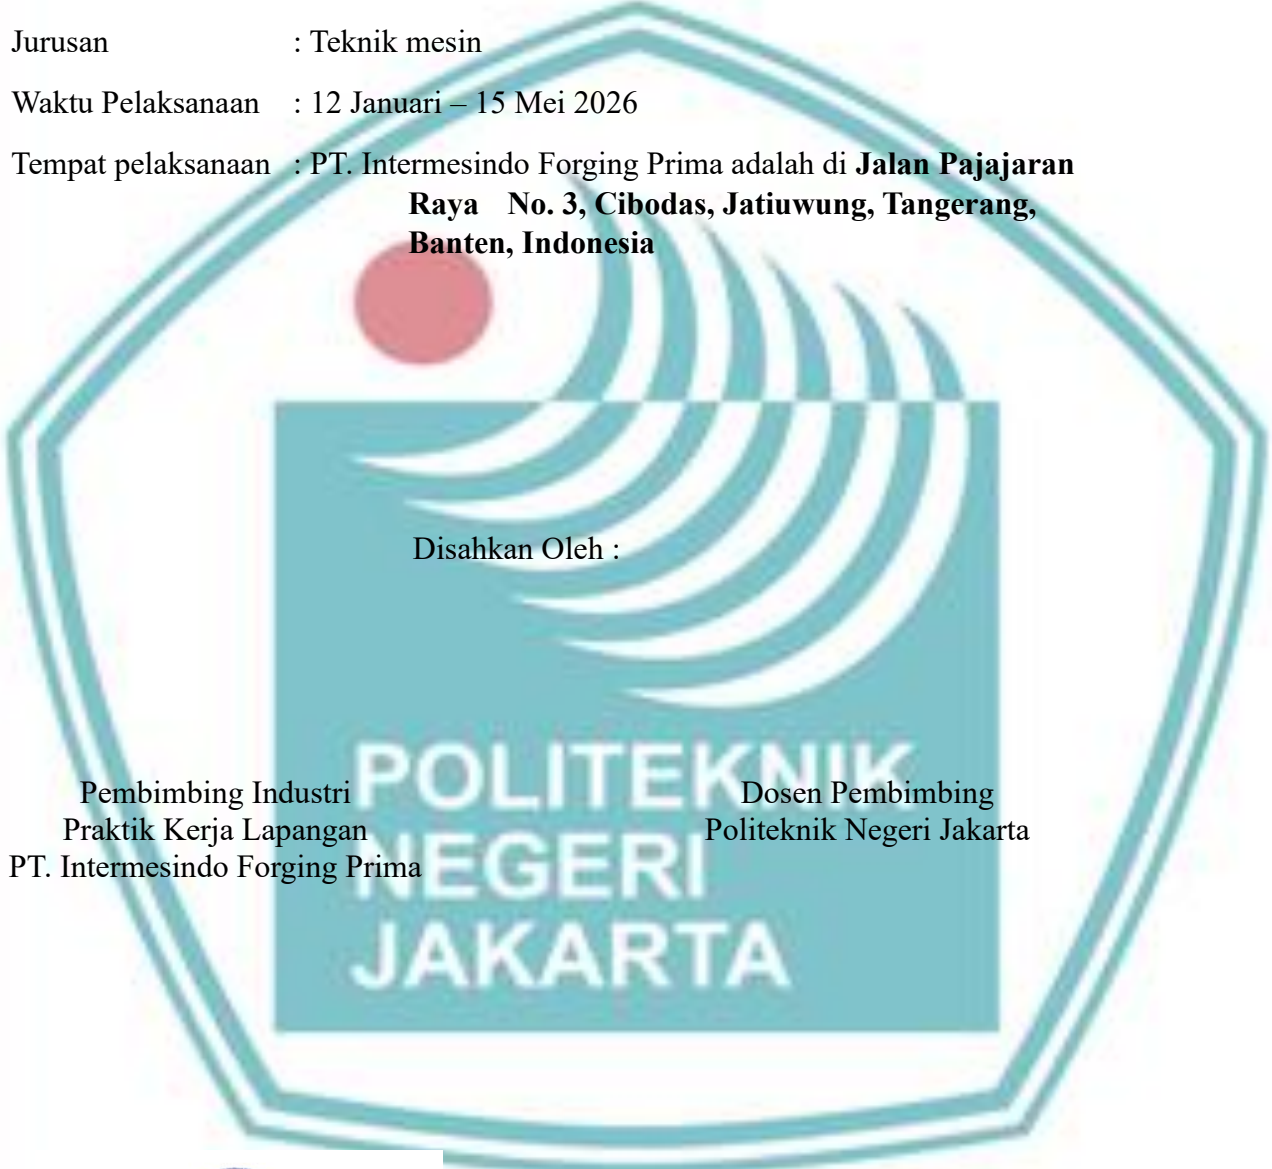 Jurusan : Teknik mesin
Waktu Pelaksanaan : 12 Januari – 15 Mei 2026
Tempat pelaksanaan : PT. Intermesindo Forging Prima adalah di Jalan Pajajaran
Raya No. 3, Cibodas, Jatiuwung, Tangerang,
Banten, Indonesia
Disahkan Oleh :
Pembimbing Industri
Praktik Kerja Lapangan
PT. Intermesindo Forging Prima
Dosen Pembimbing
Politeknik Negeri Jakarta
POLITEKNIK
NEGERI
JAKARTA